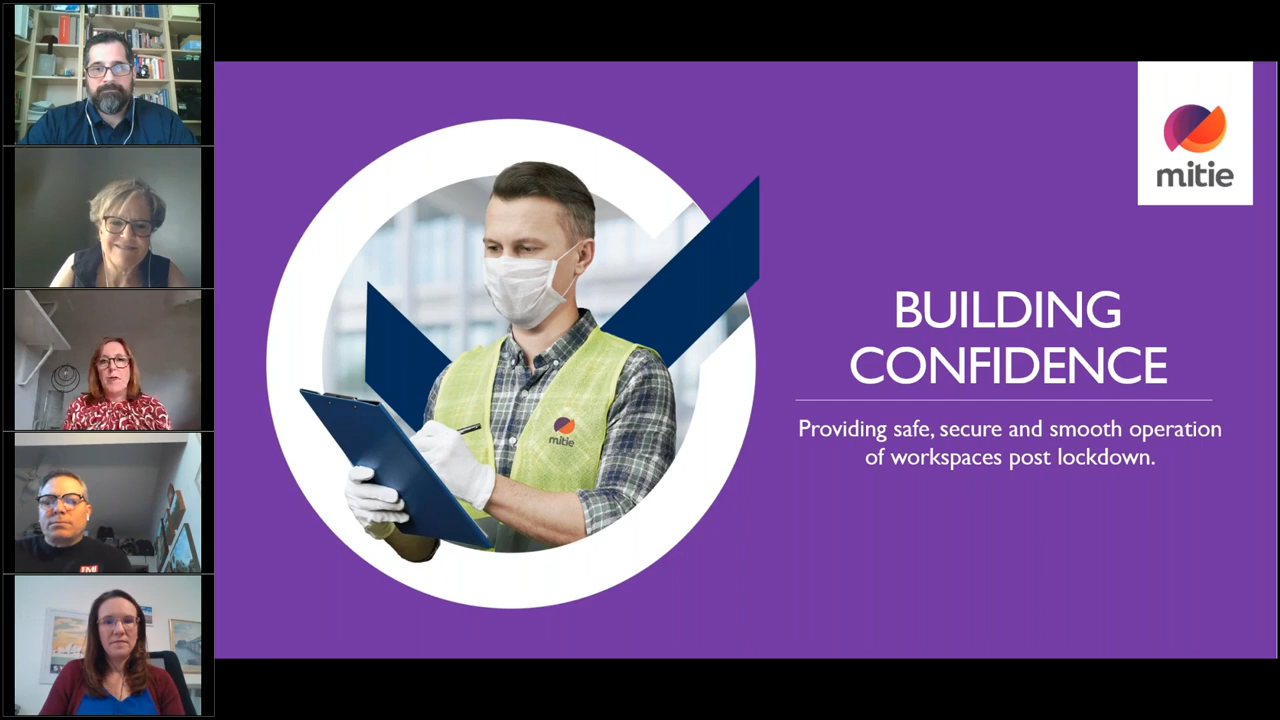 mitie
BUILDING
CONFIDENCE
Providing safe, secure and smooth operation
of workspaces post lockdown.
mitie